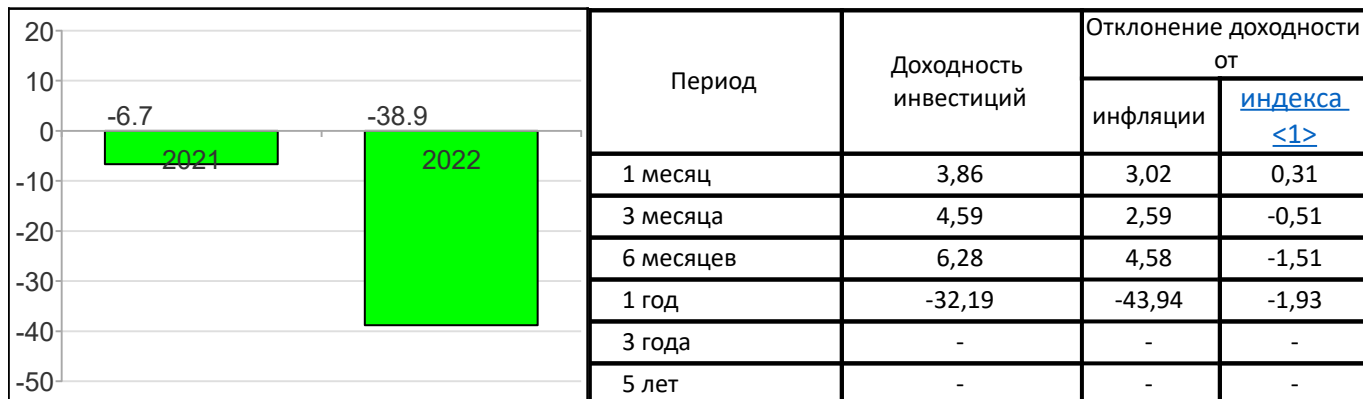 20
10
0
-10
-20
-30
-40
-50
-6.7
-38.9
2021
2022
Период
Доходность
инвестиций
Отклонение доходности
от
инфляции
индекса
<1>
1 месяц 3,86 3,02 0,31
3 месяца 4,59 2,59 -0,51
6 месяцев 6,28 4,58 -1,51
1 год -32,19 -43,94 -1,93
3 года - - -
5 лет - - -